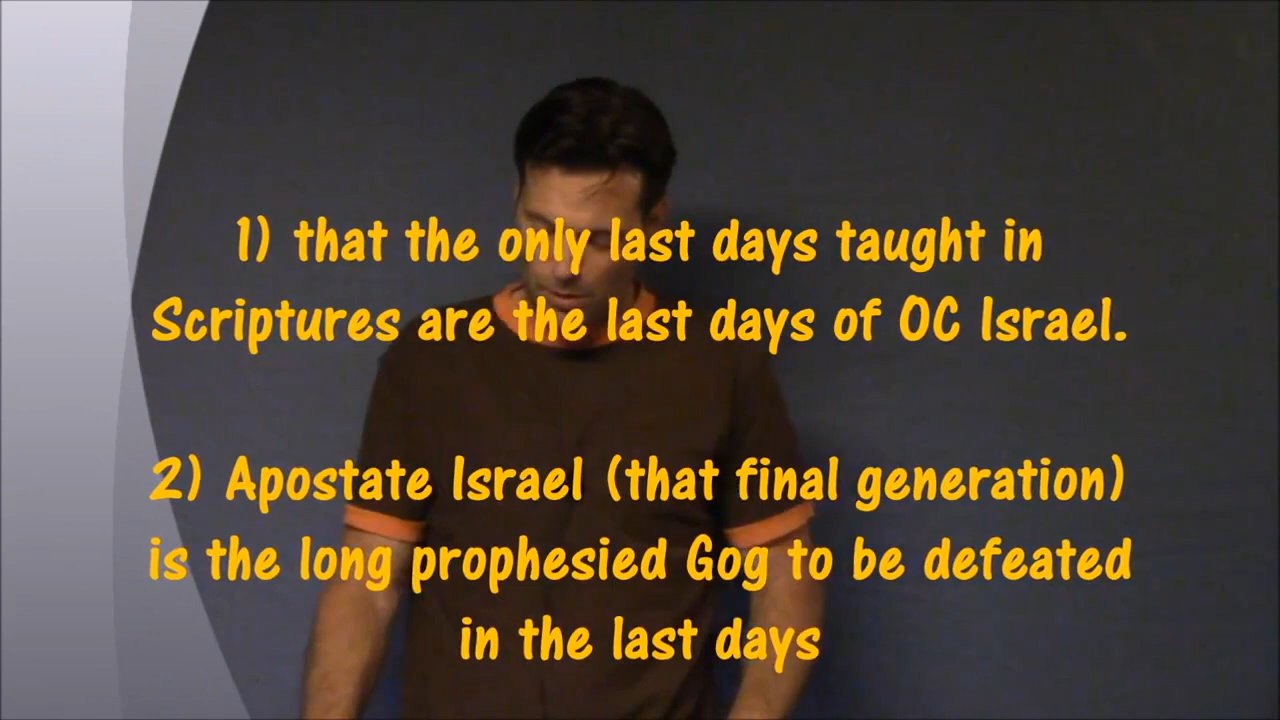 1) that the only last days taught in
Scriptures are the last days of OC Israel.
2) Apostate Israel (that final generation)
is the long prophesied Gog to be defeated
in the last days